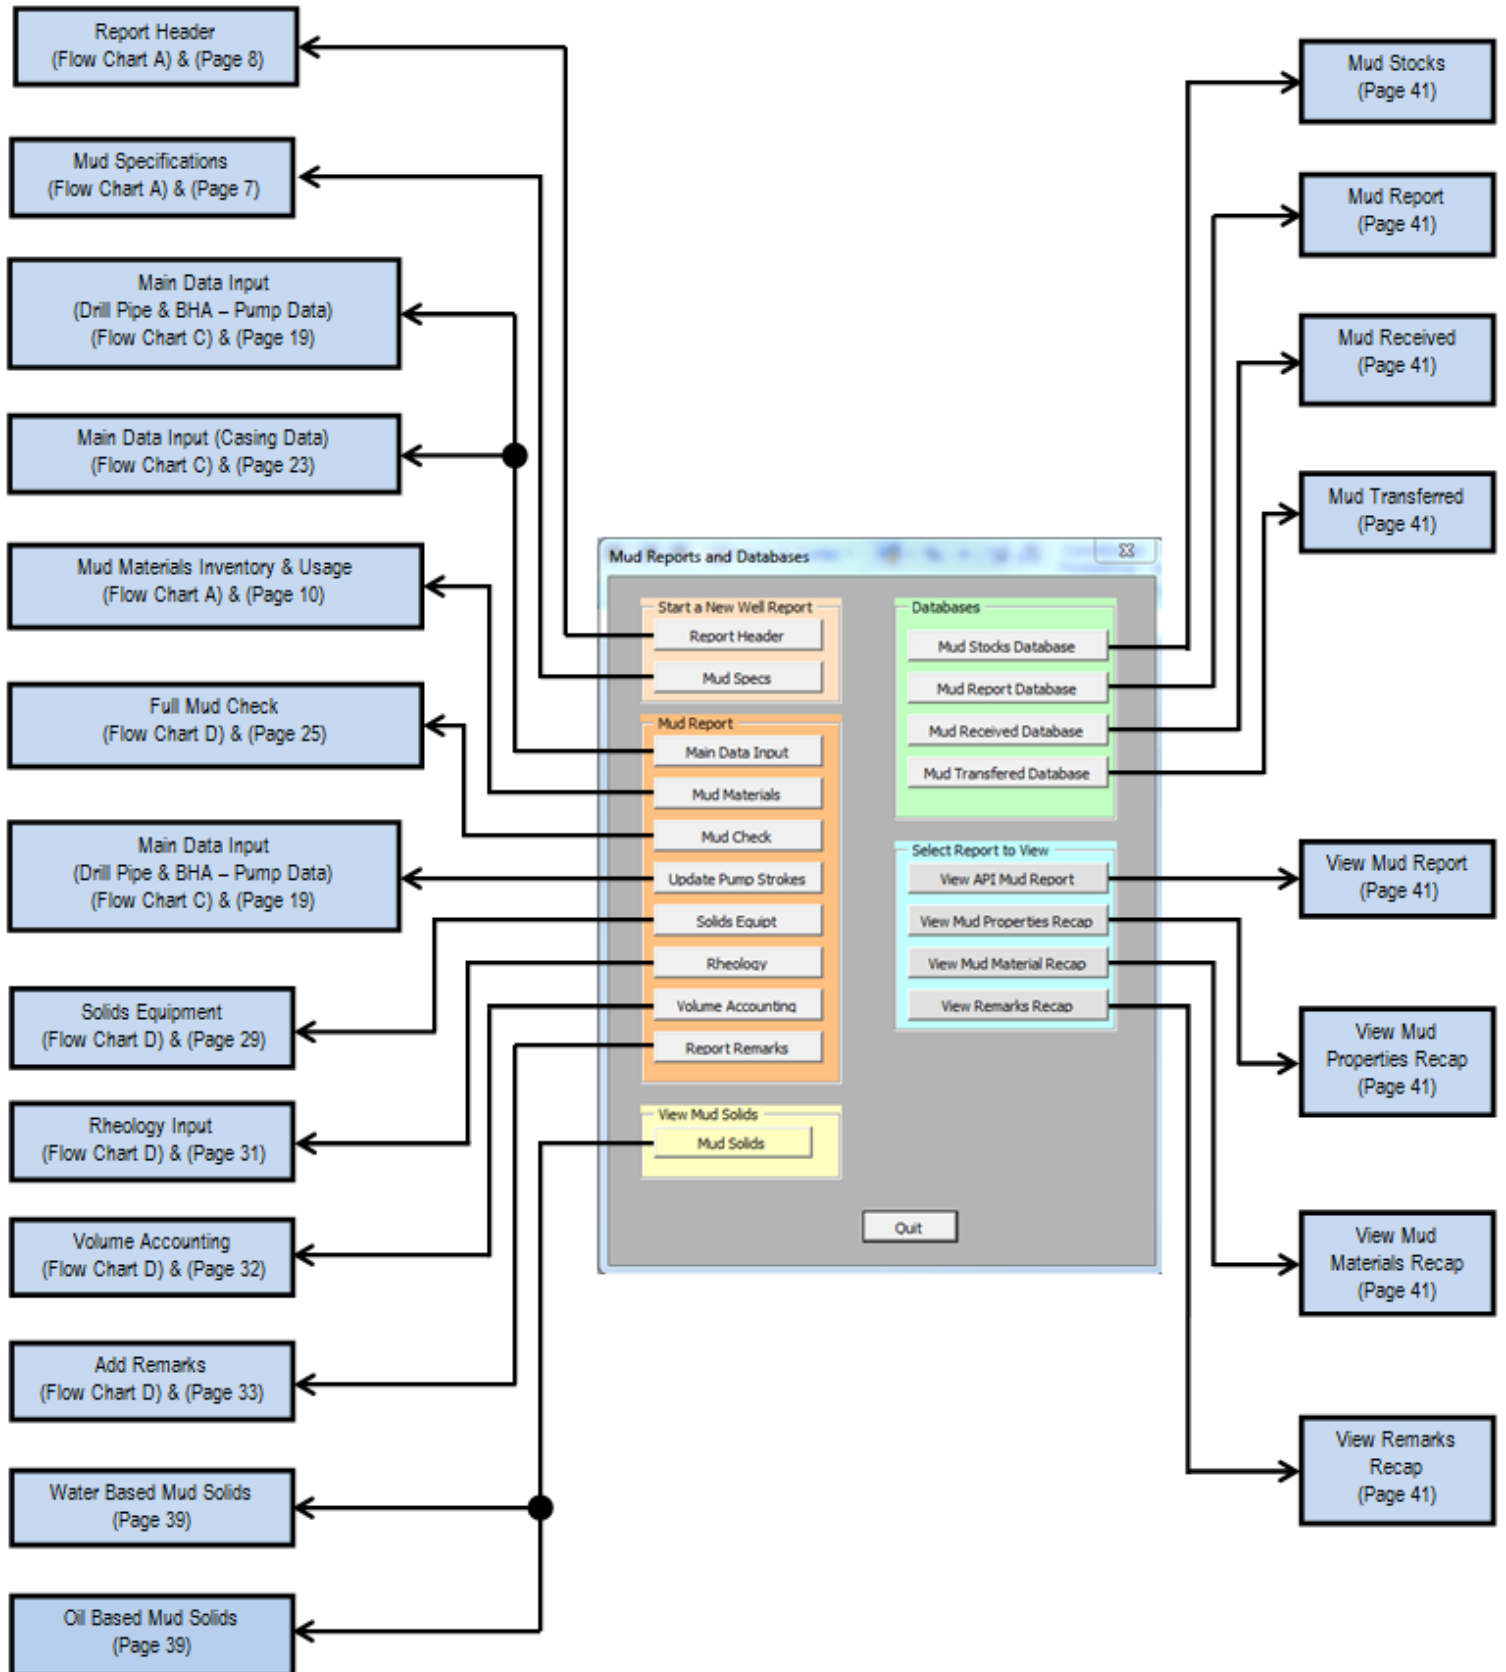 Report Header
(Flow Chart A) & (Page 8)
Mud Specifications
(Flow Chart A) & (Page 7)
Main Data Input
(Drill Pipe & BHA – Pump Data)
(Flow Chart C) & (Page 19)
Main Data Input (Casing Data)
(Flow Chart C) & (Page 23)
Mud Materials Inventory & Usage
(Flow Chart A) & (Page 10)
Full Mud Check
(Flow Chart D) & (Page 25)
Main Data Input
(Drill Pipe & BHA – Pump Data)
(Flow Chart C) & (Page 19)
Solids Equipment
(Flow Chart D) & (Page 29)
Rheology Input
(Flow Chart D) & (Page 31)
Volume Accounting
(Flow Chart D) & (Page 32)
Add Remarks
(Flow Chart D) & (Page 33)
Water Based Mud Solids
(Page 39)
Oil Based Mud Solids
(Page 39)
Mud Reports and Databases
Start a New Well Report
Report Header
Mud Specs
Mud Report
Main Data Input
Mud Materials
Mud Check
Update Pump Strokes
Solids Equipt
Rheology
Volume Accounting
Report Remarks
View Mud Solids
Mud Solids
Databases
Mud Stocks Database
Mud Report Database
Mud Received Database
Mud Transfered Database
Select Report to View
View API Mud Report
View Mud Properties Recap
View Mud Material Recap
View Remarks Recap
Quit
Mud Stocks
(Page 41)
Mud Report
(Page 41)
Mud Received
(Page 41)
Mud Transferred
(Page 41)
View Mud Report
(Page 41)
View Mud
Properties Recap
(Page 41)
View Mud
Materials Recap
(Page 41)
View Remarks
Recap
(Page 41)